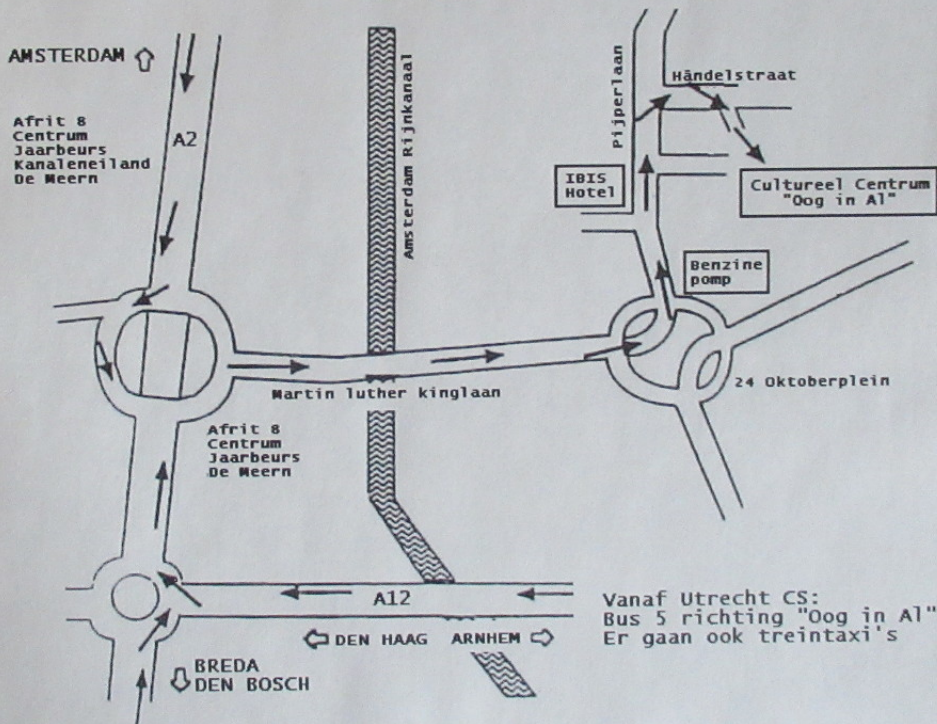 AMSTERDAM
Afrit 8
Centrum
Jaarbeurs
Kanaleneiland
De Meern
A2
Amsterdam Rijnkanaal
Pijperlaan
Händelstraat
IBIS
Hotel
Cultureel Centrum
"Oog in Al"
Benzine
pomp
Martin luther kinglaan
24 Oktoberplein
Afrit 8
Centrum
Jaarbeurs
De Meern
A12
DEN HAAG ARNHEM
BREDA
DEN BOSCH
Vanaf Utrecht CS:
Bus 5 richting "Oog in Al"
Er gaan ook treintaxi's